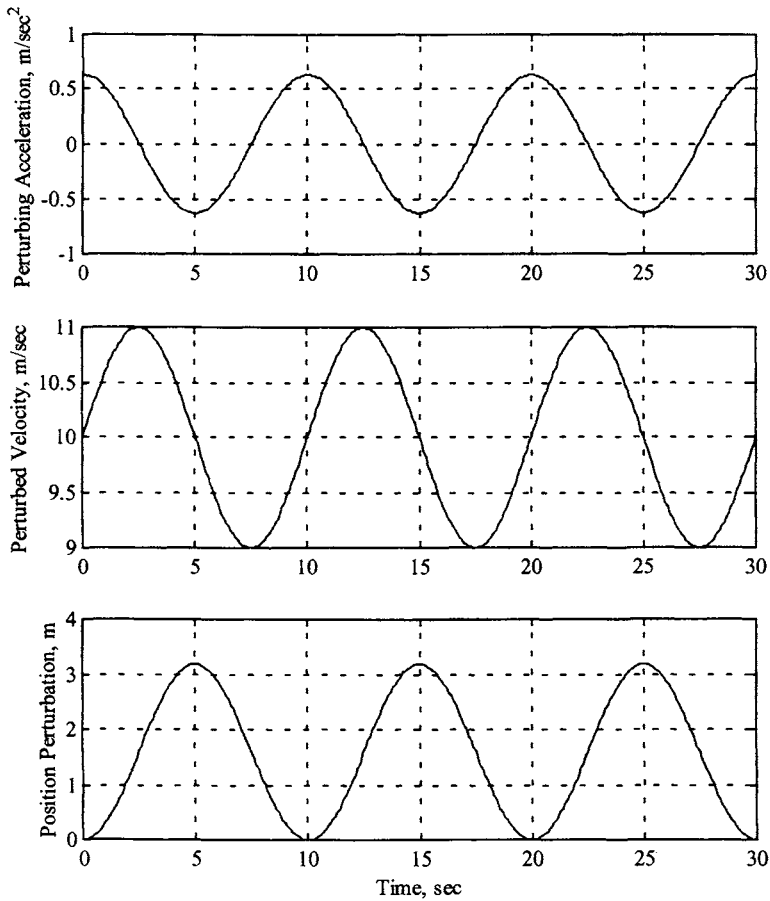 Perturbing Acceleration, m/sec²
1
0.5
0
-0.5
-1
0 5 10 15 20 25 30
Perturbed Velocity, m/sec
11
10.5
10
9.5
9
0 5 10 15 20 25 30
Position Perturbation, m
4
3
2
1
0
0 5 10 15 20 25 30
Time, sec